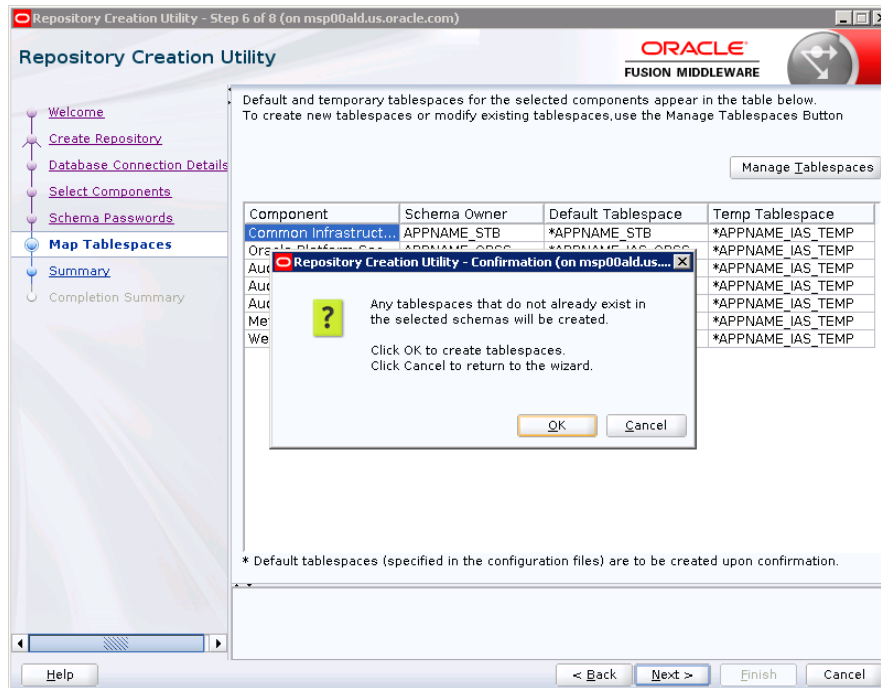 Repository Creation Utility - Step 6 of 8 (on msp00ald.us.oracle.com)
Repository Creation Utility
ORACLE
FUSION MIDDLEWARE
Welcome
Create Repository
Database Connection Details
Select Components
Schema Passwords
Map Tablespaces
Summary
Completion Summary
Default and temporary tablespaces for the selected components appear in the table below.
To create new tablespaces or modify existing tablespaces,use the Manage Tablespaces Button
Manage Tablespaces
Component Schema Owner Default Tablespace Temp Tablespace
Common Infrastruct... APPNAME_STB *APPNAME_STB *APPNAME_IAS_TEMP
*APPNAME_IAS_TEMP
*APPNAME_IAS_TEMP
*APPNAME_IAS_TEMP
*APPNAME_IAS_TEMP
*APPNAME_IAS_TEMP
*APPNAME_IAS_TEMP
Repository Creation Utility - Confirmation (on msp00ald.us....
Any tablespaces that do not already exist in
the selected schemas will be created.
Click OK to create tablespaces.
Click Cancel to return to the wizard.
OK Cancel
* Default tablespaces (specified in the configuration files) are to be created upon confirmation.
Help < Back Next > Finish Cancel